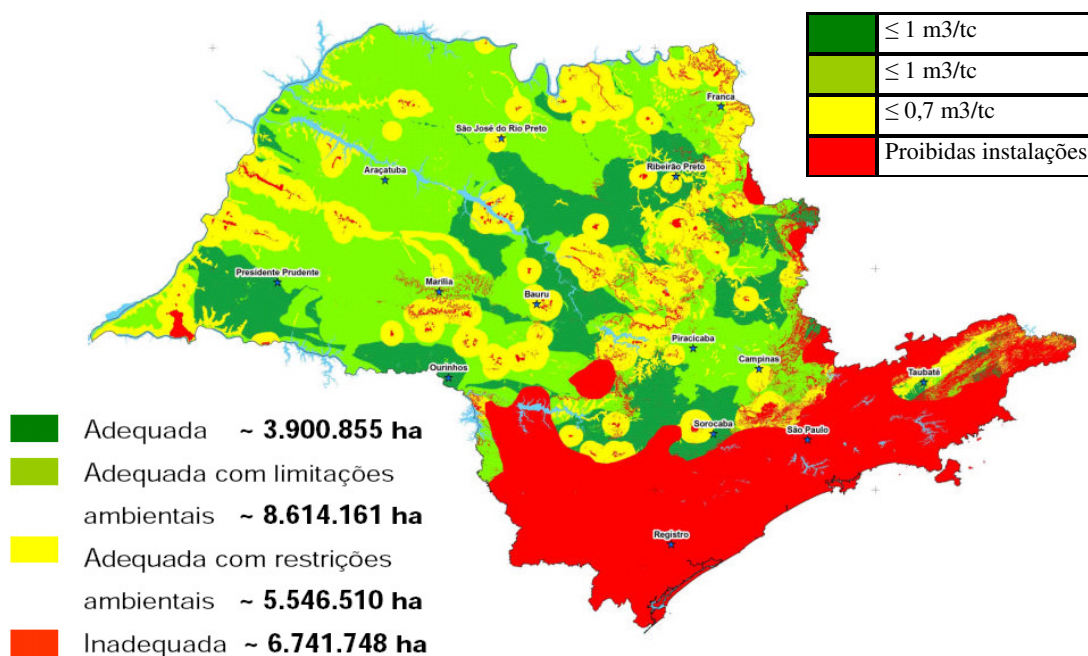 ≤ 1 m3/tc
≤ 1 m3/tc
≤ 0,7 m3/tc
Proibidas instalações
Franca
São José do Rio Preto
Ribeirão Preto
Araçatuba
Presidente Prudente
Marília
Bauru
Piracicaba
Campinas
Ourinhos
Taubaté
Sorocaba
São Paulo
Registro
Adequada ~ 3.900.855 ha
Adequada com limitações
ambientais ~ 8.614.161 ha
Adequada com restrições
ambientais ~ 5.546.510 ha
Inadequada ~ 6.741.748 ha